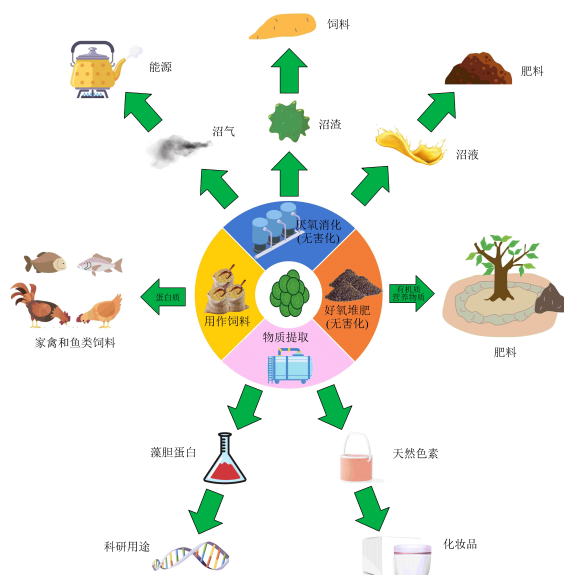 饲料
能源
肥料
沼渣
沼气
沼液
厌氧消化
(无害化)
有机质
营养物质
蛋白质
用作饲料
好氧堆肥
(无害化)
物质提取
家禽和鱼类饲料
肥料
藻胆蛋白
天然色素
科研用途
化妆品